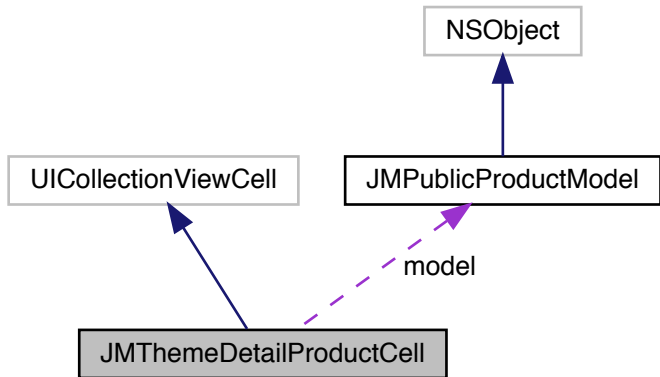 NSObject
UICollectionViewCell
JMPublicProductModel
model
JMThemeDetailProductCell